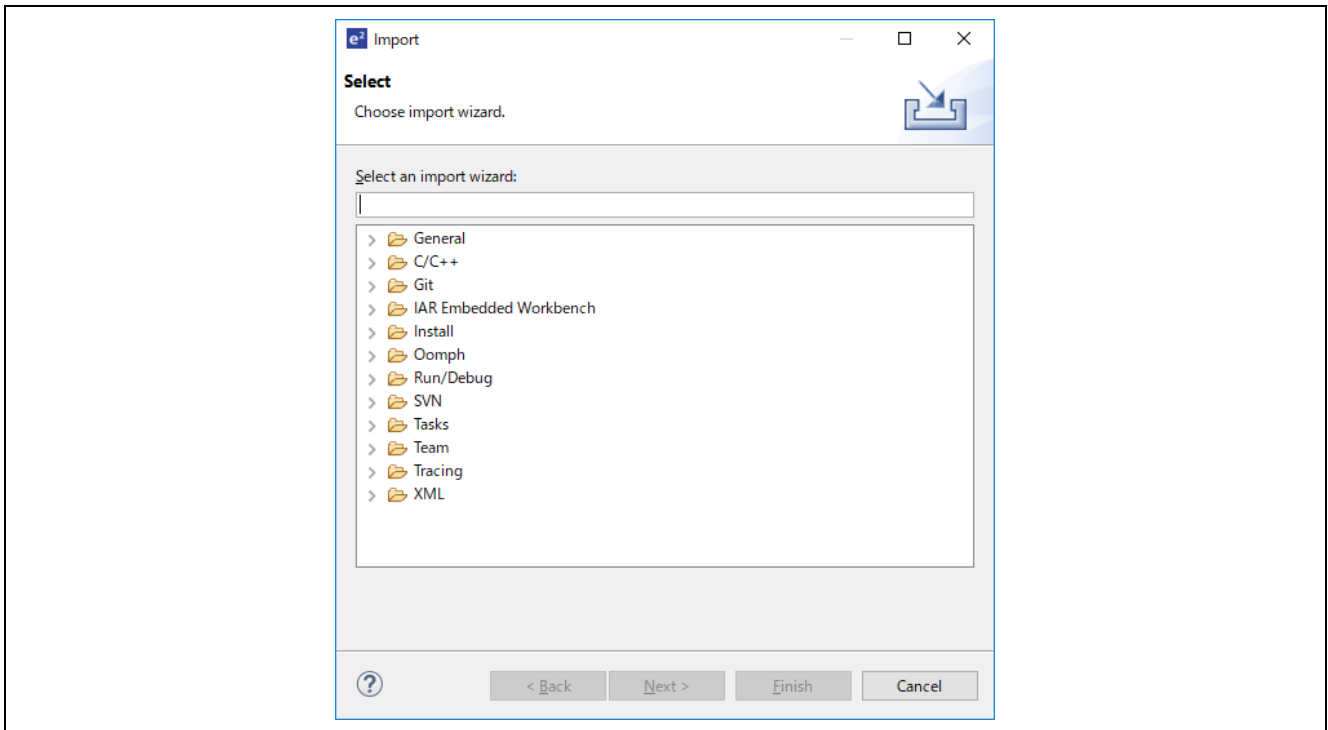 e² Import
Select
Choose import wizard.
Select an import wizard:
General
C/C++
Git
IAR Embedded Workbench
Install
Oomph
Run/Debug
SVN
Tasks
Team
Tracing
XML
? < Back Next > Finish Cancel